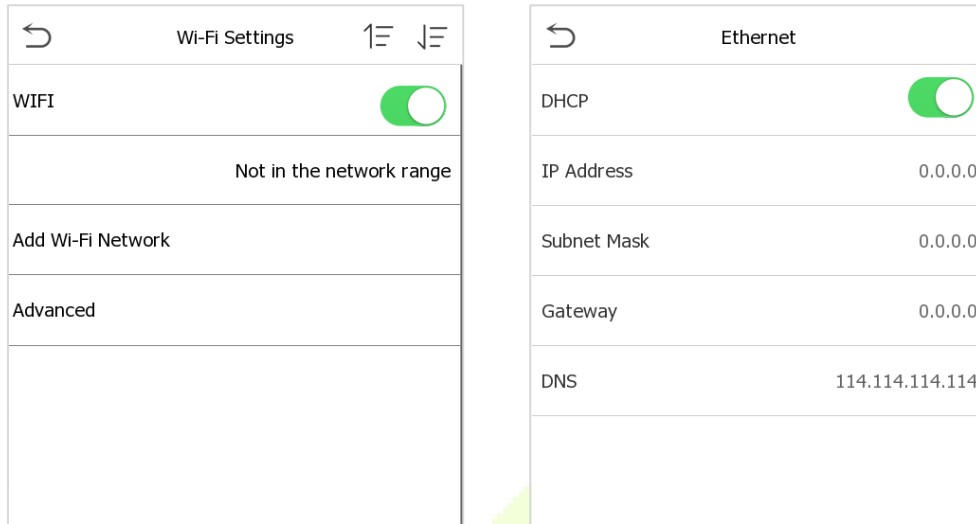 Wi-Fi Settings
WIFI
Not in the network range
Add Wi-Fi Network
Advanced
Ethernet
DHCP
IP Address 0.0.0.0
Subnet Mask 0.0.0.0
Gateway 0.0.0.0
DNS 114.114.114.114